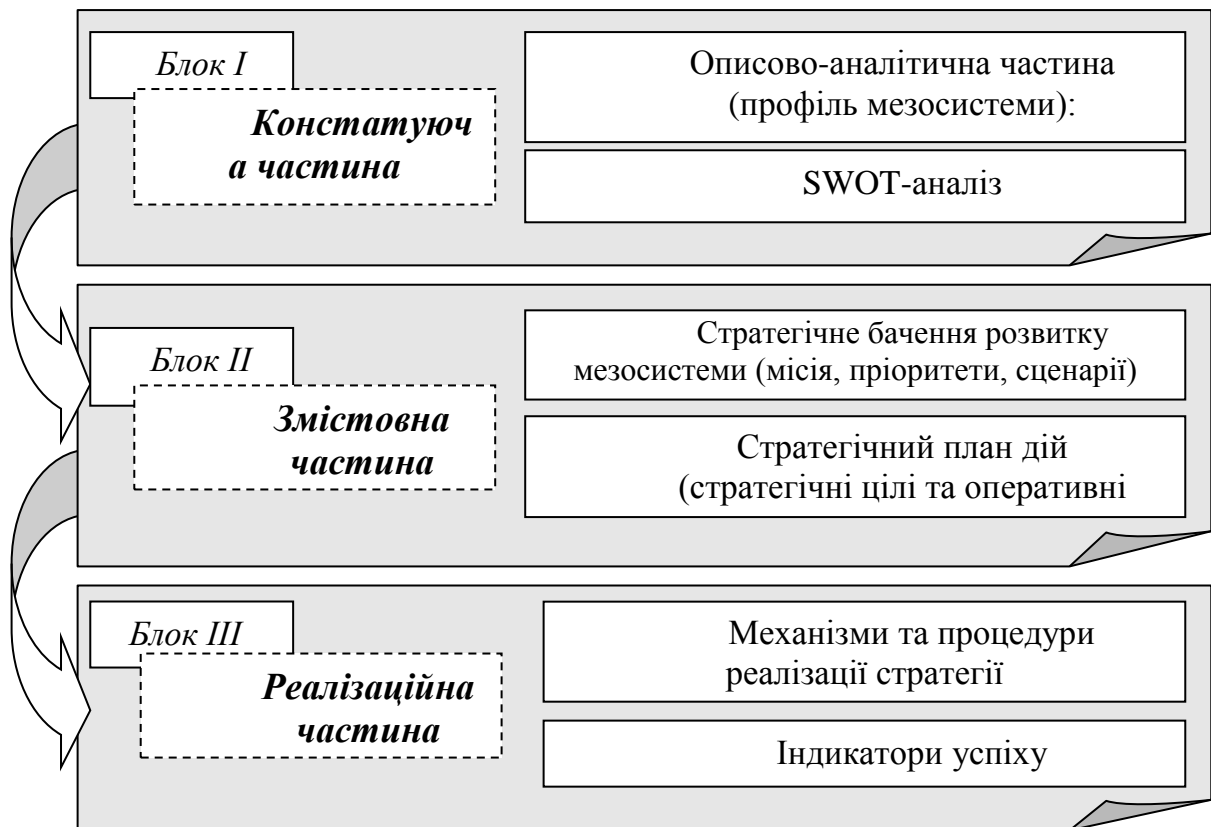 Блок I
Констатуюч
а частина
Описово-аналітична частина
(профіль мезосистеми):
SWOT-аналіз
Блок II
Змістовна
частина
Стратегічне бачення розвитку
мезосистеми (місія, пріоритети, сценарії)
Стратегічний план дій
(стратегічні цілі та оперативні
Блок III
Реалізаційна
частина
Механізми та процедури
реалізації стратегії
Індикатори успіху